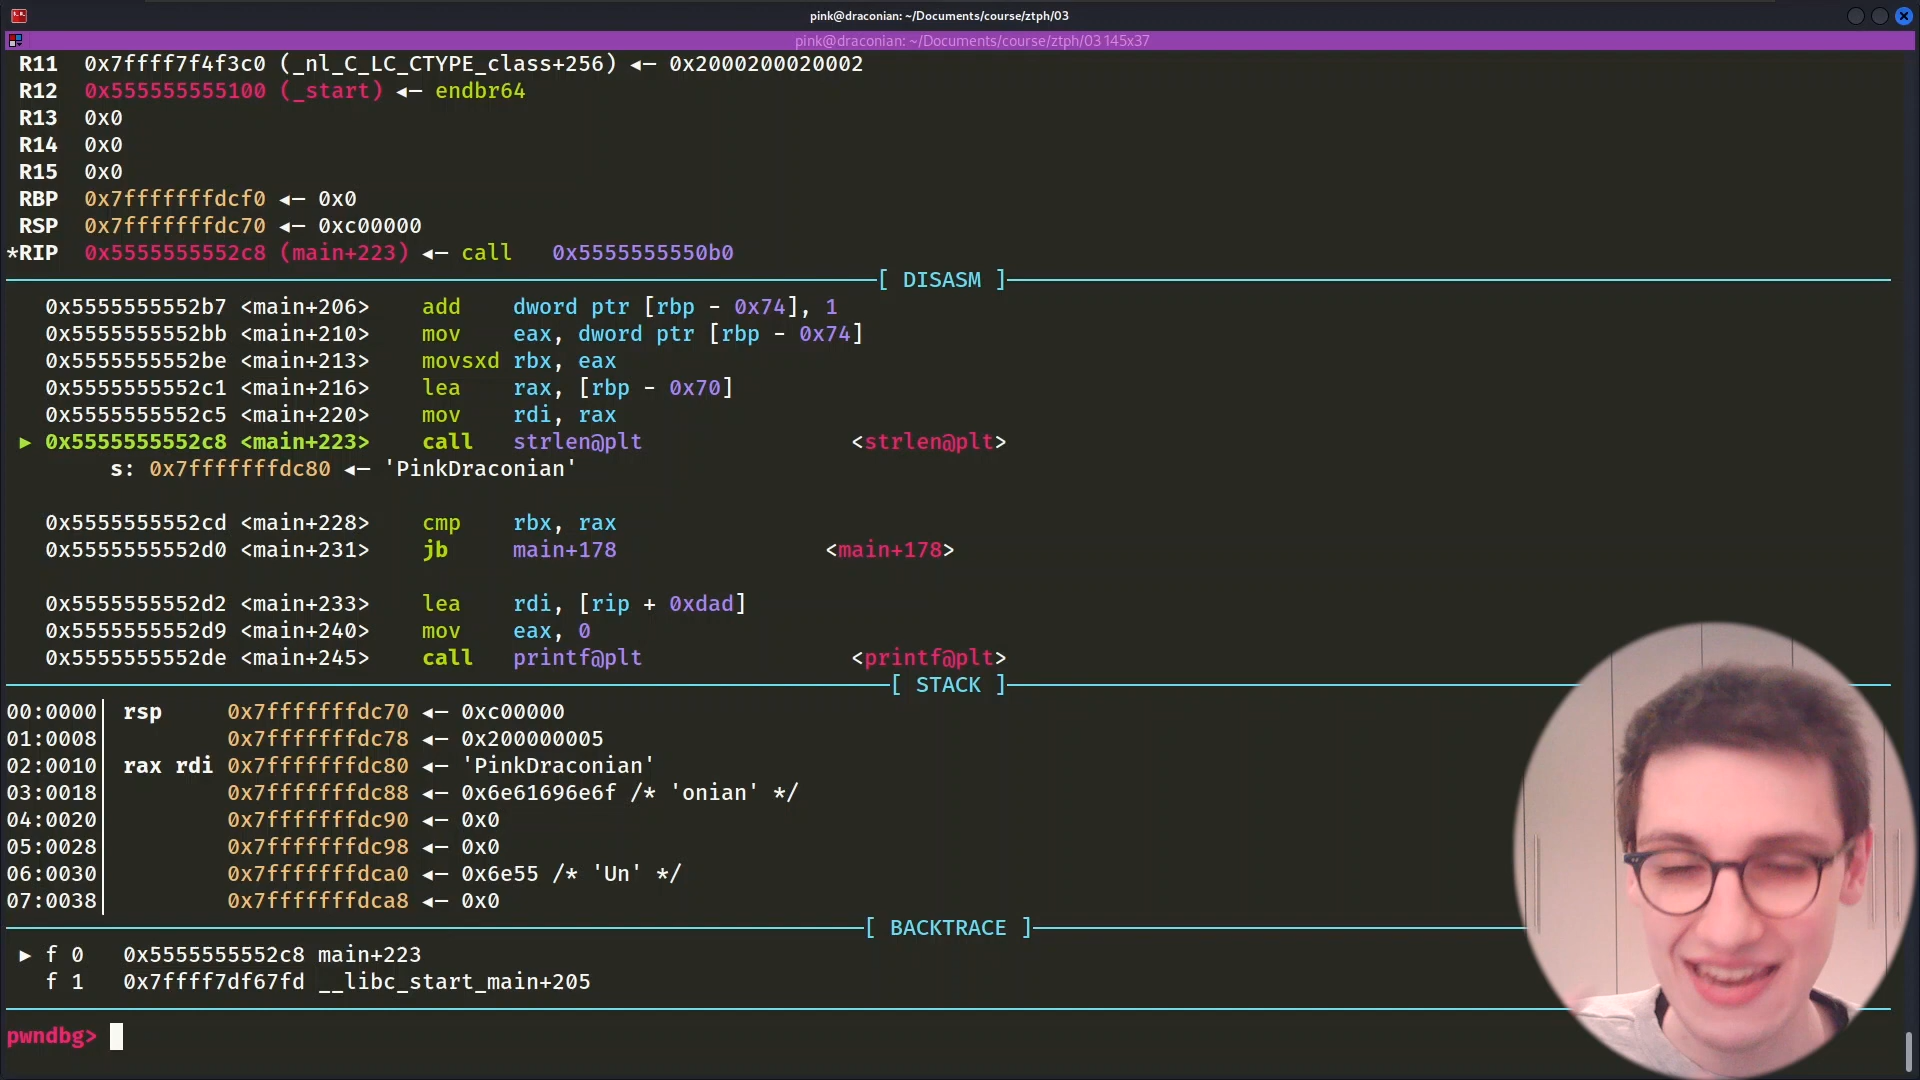 pink@draconian: ~/Documents/course/ztph/03
pink@draconian: ~/Documents/course/ztph/03 145x37
R11 0x7ffff7f4f3c0 (_nl_C_LC_CTYPE_class+256) ◂— 0x2000200020002
R12 0x555555555100 (_start) ◂— endbr64
R13 0x0
R14 0x0
R15 0x0
RBP 0x7fffffffdcf0 ◂— 0x0
RSP 0x7fffffffdc70 ◂— 0xc00000
*RIP 0x5555555552c8 (main+223) ◂— call 0x5555555550b0
[ DISASM ]
0x5555555552b7 <main+206> add dword ptr [rbp - 0x74], 1
0x5555555552bb <main+210> mov eax, dword ptr [rbp - 0x74]
0x5555555552be <main+213> movsxd rbx, eax
0x5555555552c1 <main+216> lea rax, [rbp - 0x70]
0x5555555552c5 <main+220> mov rdi, rax
► 0x5555555552c8 <main+223> call strlen@plt <strlen@plt>
s: 0x7fffffffdc80 ◂— 'PinkDraconian'
0x5555555552cd <main+228> cmp rbx, rax
0x5555555552d0 <main+231> jb main+178 <main+178>
0x5555555552d2 <main+233> lea rdi, [rip + 0xdad]
0x5555555552d9 <main+240> mov eax, 0
0x5555555552de <main+245> call printf@plt <printf@plt>
[ STACK ]
00:0000│ rsp 0x7fffffffdc70 ◂— 0xc00000
01:0008│ 0x7fffffffdc78 ◂— 0x200000005
02:0010│ rax rdi 0x7fffffffdc80 ◂— 'PinkDraconian'
03:0018│ 0x7fffffffdc88 ◂— 0x6e61696e6f /* 'onian' */
04:0020│ 0x7fffffffdc90 ◂— 0x0
05:0028│ 0x7fffffffdc98 ◂— 0x0
06:0030│ 0x7fffffffdca0 ◂— 0x6e55 /* 'Un' */
07:0038│ 0x7fffffffdca8 ◂— 0x0
[ BACKTRACE ]
► f 0 0x5555555552c8 main+223
f 1 0x7ffff7df67fd __libc_start_main+205
pwndbg>